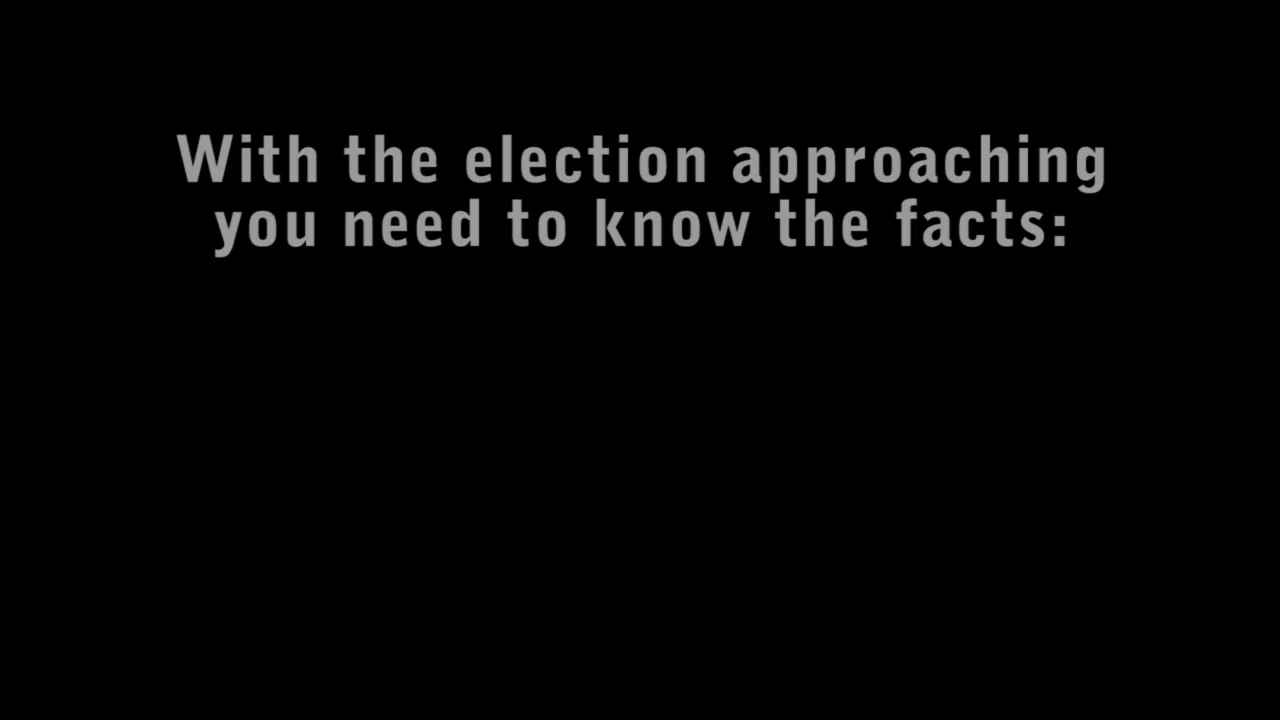 With the election approaching
you need to know the facts: